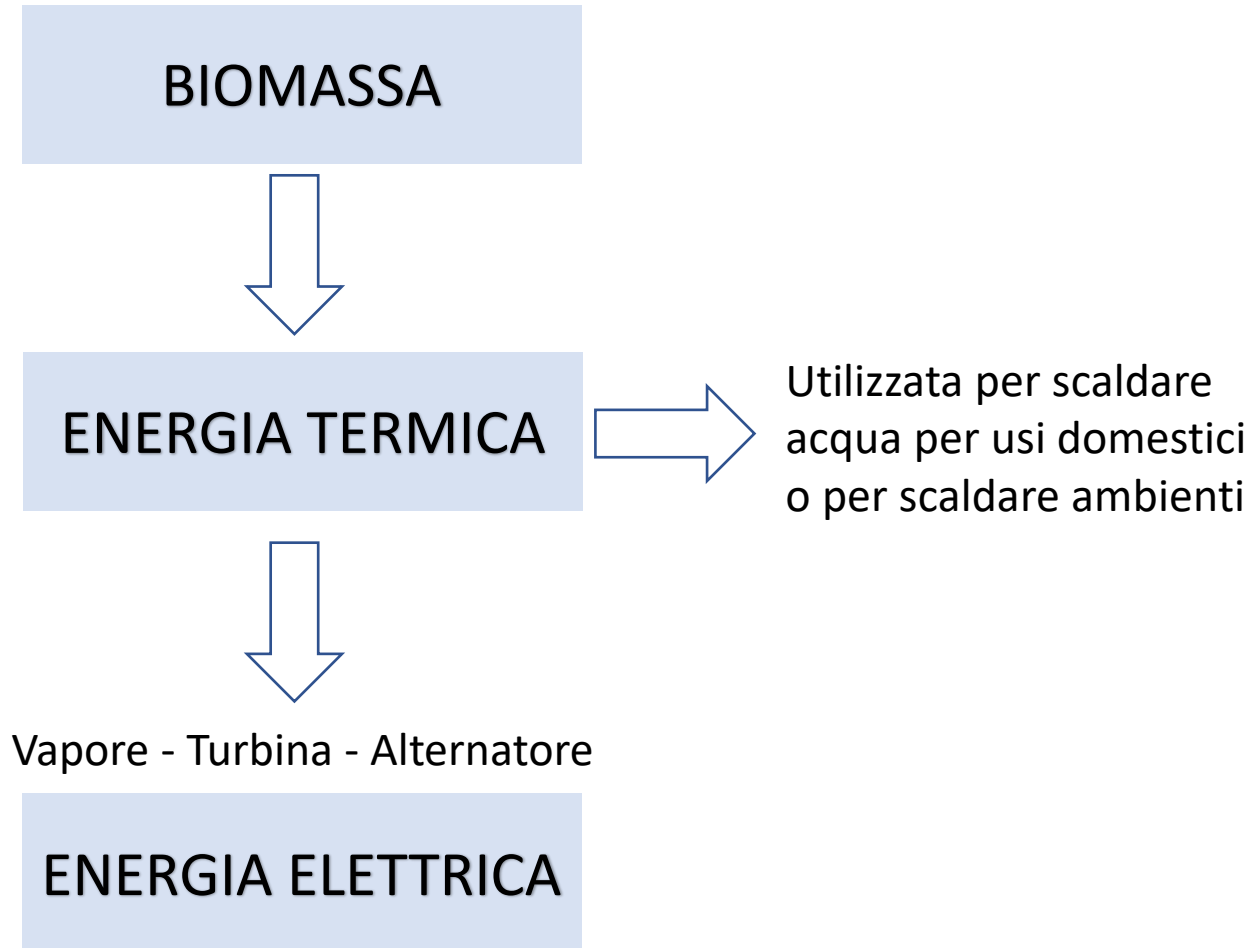 BIOMASSA
ENERGIA TERMICA
Utilizzata per scaldare
acqua per usi domestici
o per scaldare ambienti
Vapore - Turbina - Alternatore
ENERGIA ELETTRICA